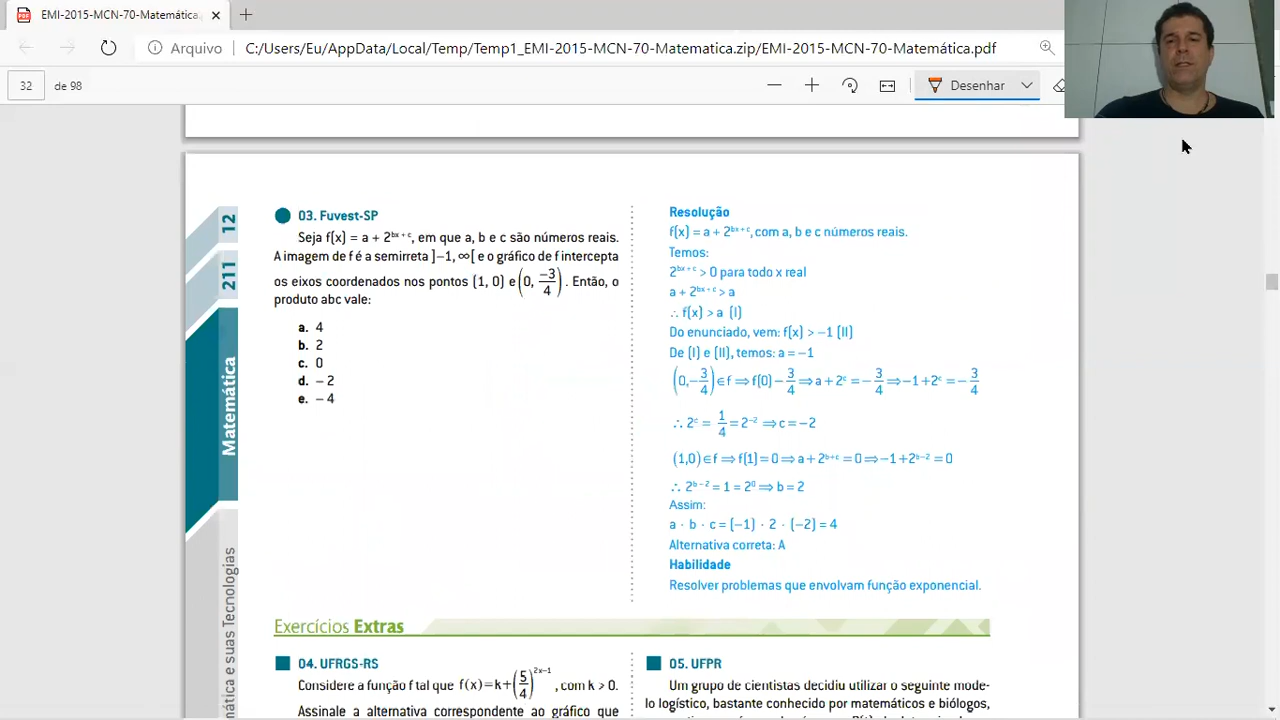 EMI-2015-MCN-70-Matemática.
Arquivo
C:/Users/Eu/AppData/Local/Temp/Temp1_EMI-2015-MCN-70-Matematica.zip/EMI-2015-MCN-70-Matemática.pdf
32 de 98
Desenhar
12
211
Matemática
mática e suas Tecnologias
03. Fuvest-SP
Seja f(x) = a + 2^{bx + c}, em que a, b e c são números reais.
A imagem de f é a semirreta ]−1, ∞[ e o gráfico de f intercepta
os eixos coordenados nos pontos (1, 0) e (0, −3/4). Então, o
produto abc vale:
a. 4
b. 2
c. 0
d. − 2
e. − 4
Resolução
f(x) = a + 2^{bx + c}, com a, b e c números reais.
Temos:
2^{bx + c} > 0 para todo x real
a + 2^{bx + c} > a
∴ f(x) > a (I)
Do enunciado, vem: f(x) > −1 (II)
De (I) e (II), temos: a = −1
(0, −3/4) ∈ f ⇒ f(0) − 3/4 ⇒ a + 2^c = −3/4 ⇒ −1 + 2^c = −3/4
∴ 2^c = 1/4 = 2^{−2} ⇒ c = −2
(1,0) ∈ f ⇒ f(1) = 0 ⇒ a + 2^{b+c} = 0 ⇒ −1 + 2^{b−2} = 0
∴ 2^{b−2} = 1 = 2^0 ⇒ b = 2
Assim:
a · b · c = (−1) · 2 · (−2) = 4
Alternativa correta: A
Habilidade
Resolver problemas que envolvam função exponencial.
Exercícios Extras
04. UFRGS-RS
Considere a função f tal que f(x) = k + (5/4)^{2x−1}, com k > 0.
Assinale a alternativa correspondente ao gráfico que
05. UFPR
Um grupo de cientistas decidiu utilizar o seguinte mode-
lo logístico, bastante conhecido por matemáticos e biólogos,